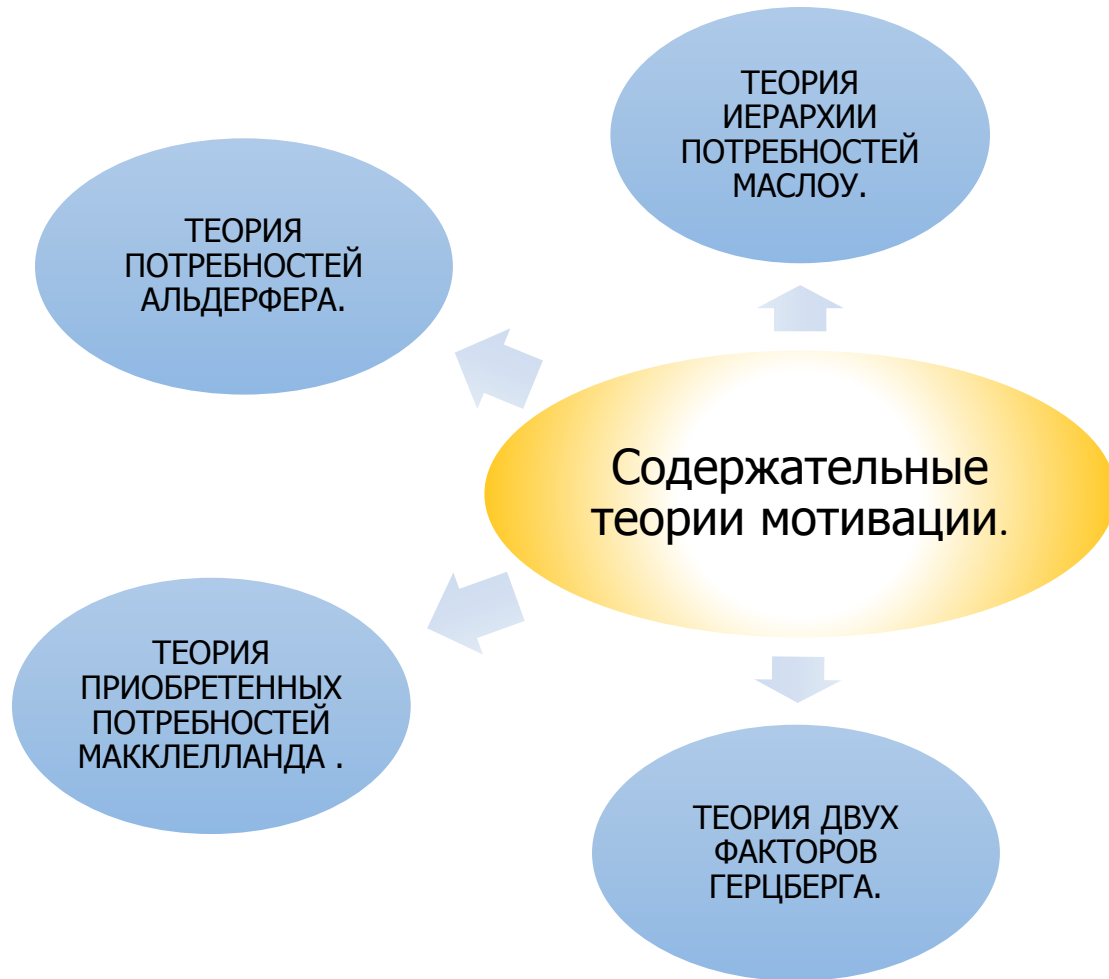 ТЕОРИЯ
ИЕРАРХИИ
ПОТРЕБНОСТЕЙ
МАСЛОУ.
ТЕОРИЯ
ПОТРЕБНОСТЕЙ
АЛЬДЕРФЕРА.
Содержательные
теории мотивации.
ТЕОРИЯ
ПРИОБРЕТЕННЫХ
ПОТРЕБНОСТЕЙ
МАККЛЕЛЛАНДА .
ТЕОРИЯ ДВУХ
ФАКТОРОВ
ГЕРЦБЕРГА.